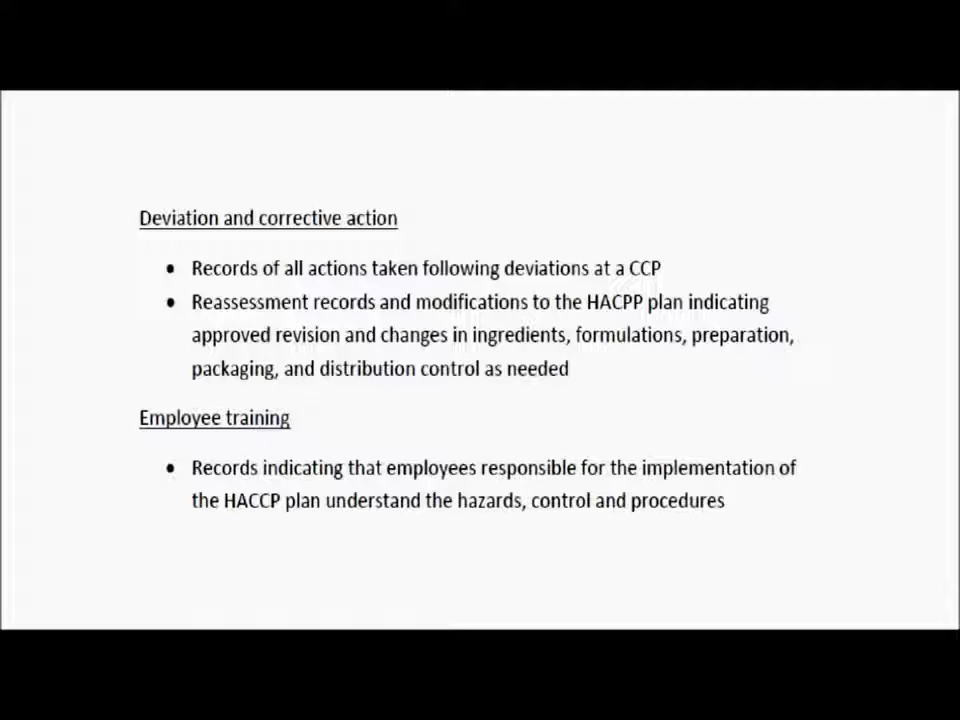 Deviation and corrective action
• Records of all actions taken following deviations at a CCP
• Reassessment records and modifications to the HACPP plan indicating
approved revision and changes in ingredients, formulations, preparation,
packaging, and distribution control as needed
Employee training
• Records indicating that employees responsible for the implementation of
the HACCP plan understand the hazards, control and procedures